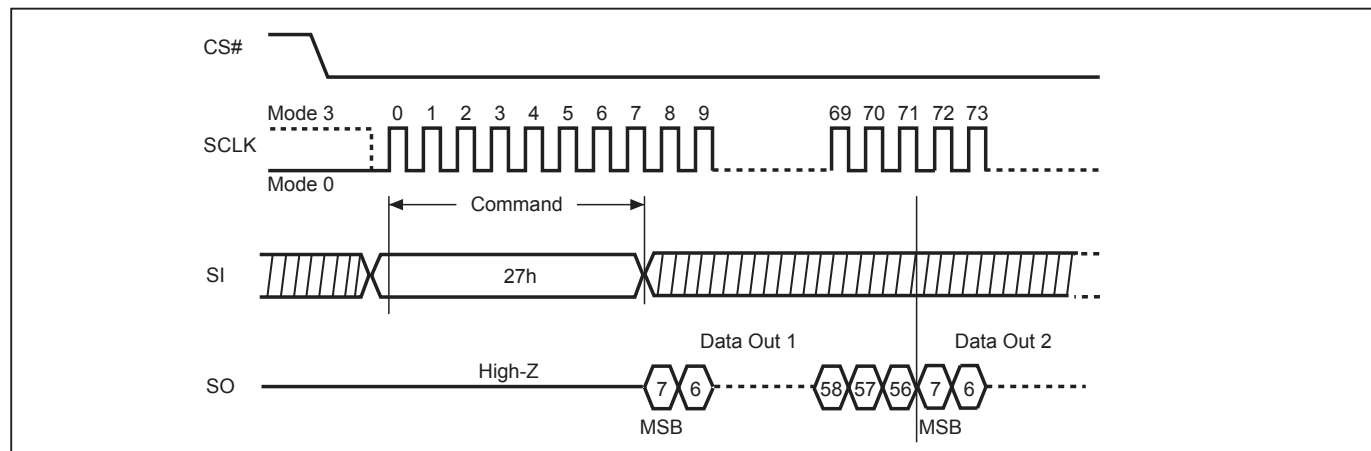 CS#
Mode 3
0 1 2 3 4 5 6 7 8 9 69 70 71 72 73
SCLK
Mode 0
Command
SI
27h
Data Out 1 Data Out 2
High-Z
SO
7 6 58 57 56 7 6
MSB MSB